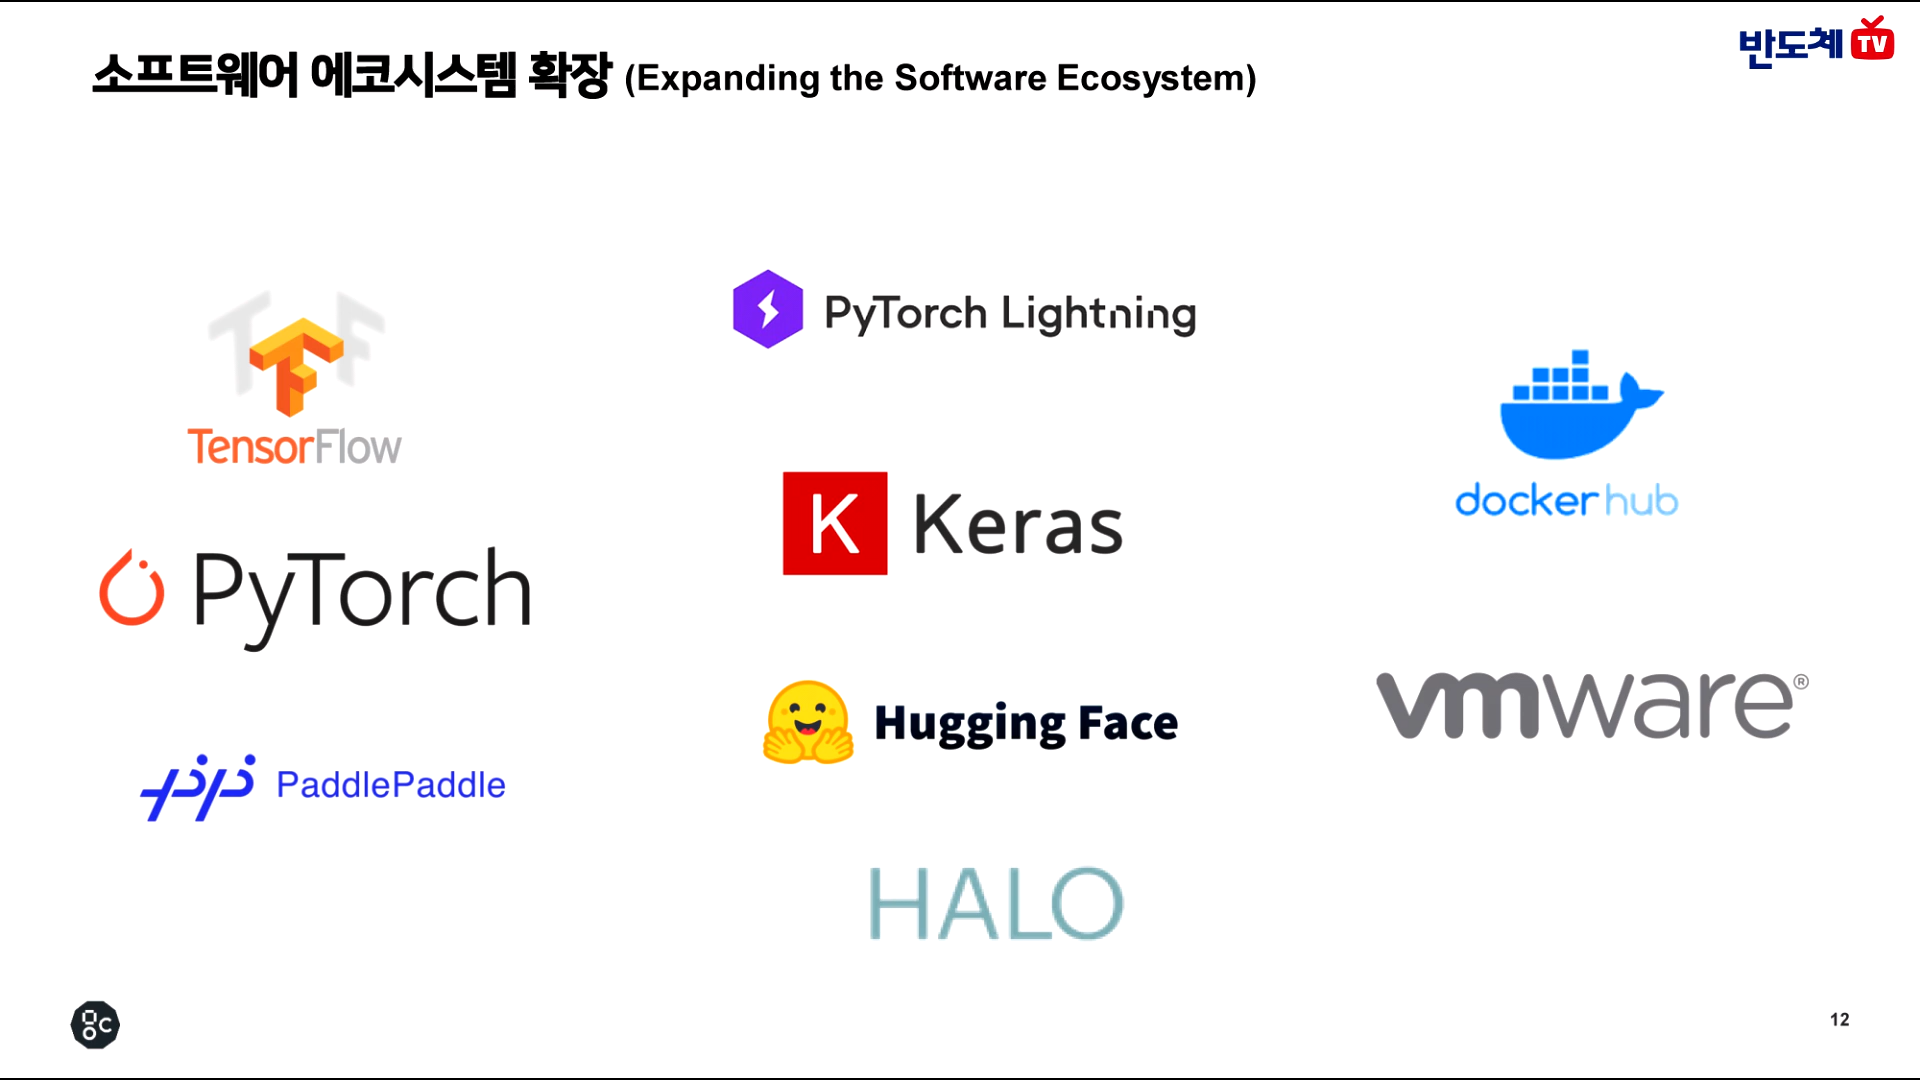 소프트웨어 에코시스템 확장 (Expanding the Software Ecosystem)
반도체 TV
TensorFlow
PyTorch
PaddlePaddle
PyTorch Lightning
K Keras
Hugging Face
HALO
docker hub
vmware®
gc
12